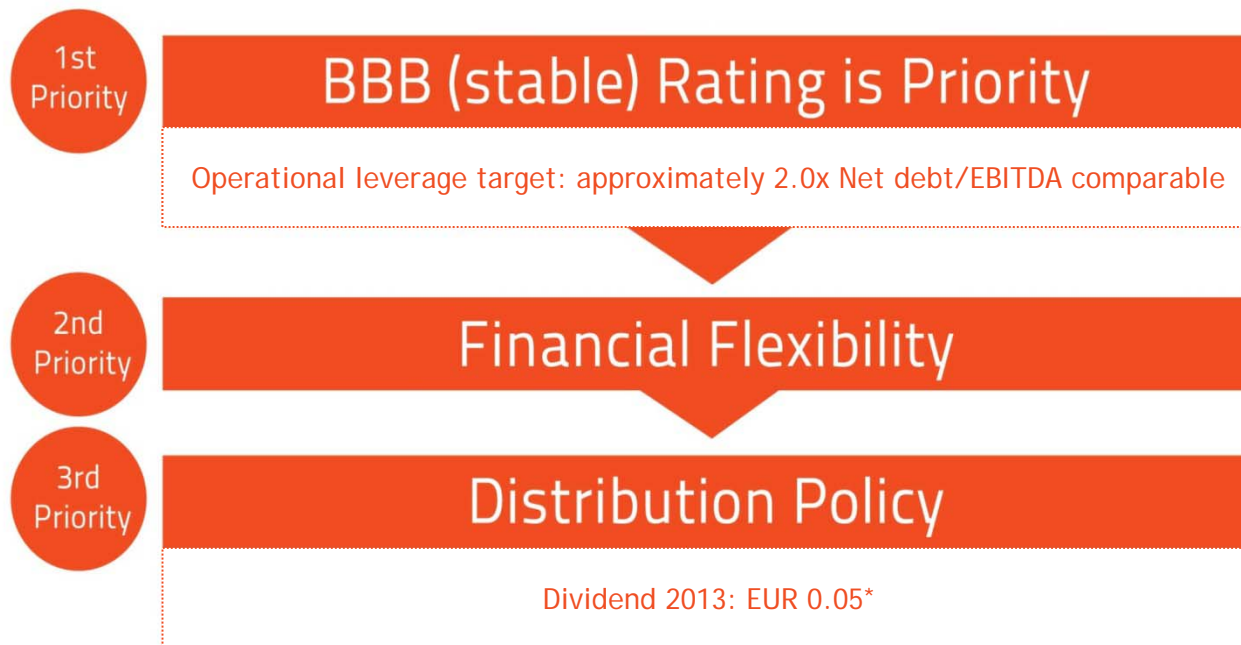 1st
Priority
BBB (stable) Rating is Priority
Operational leverage target: approximately 2.0x Net debt/EBITDA comparable
2nd
Priority
Financial Flexibility
3rd
Priority
Distribution Policy
Dividend 2013: EUR 0.05*